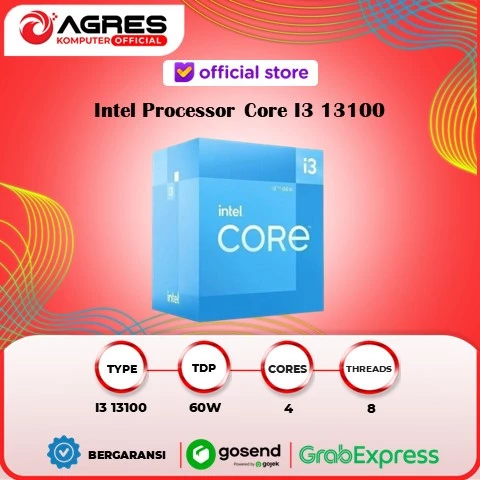 AGRES
KOMPUTER OFFICIAL
official store
Intel Processor Core I3 13100
i3
i3
intel
CORE
intel
TYPE
TDP
CORES
THREADS
I3 13100
60W
4
8
BERGARANSI
gosend
Powered by gojek
GrabExpress